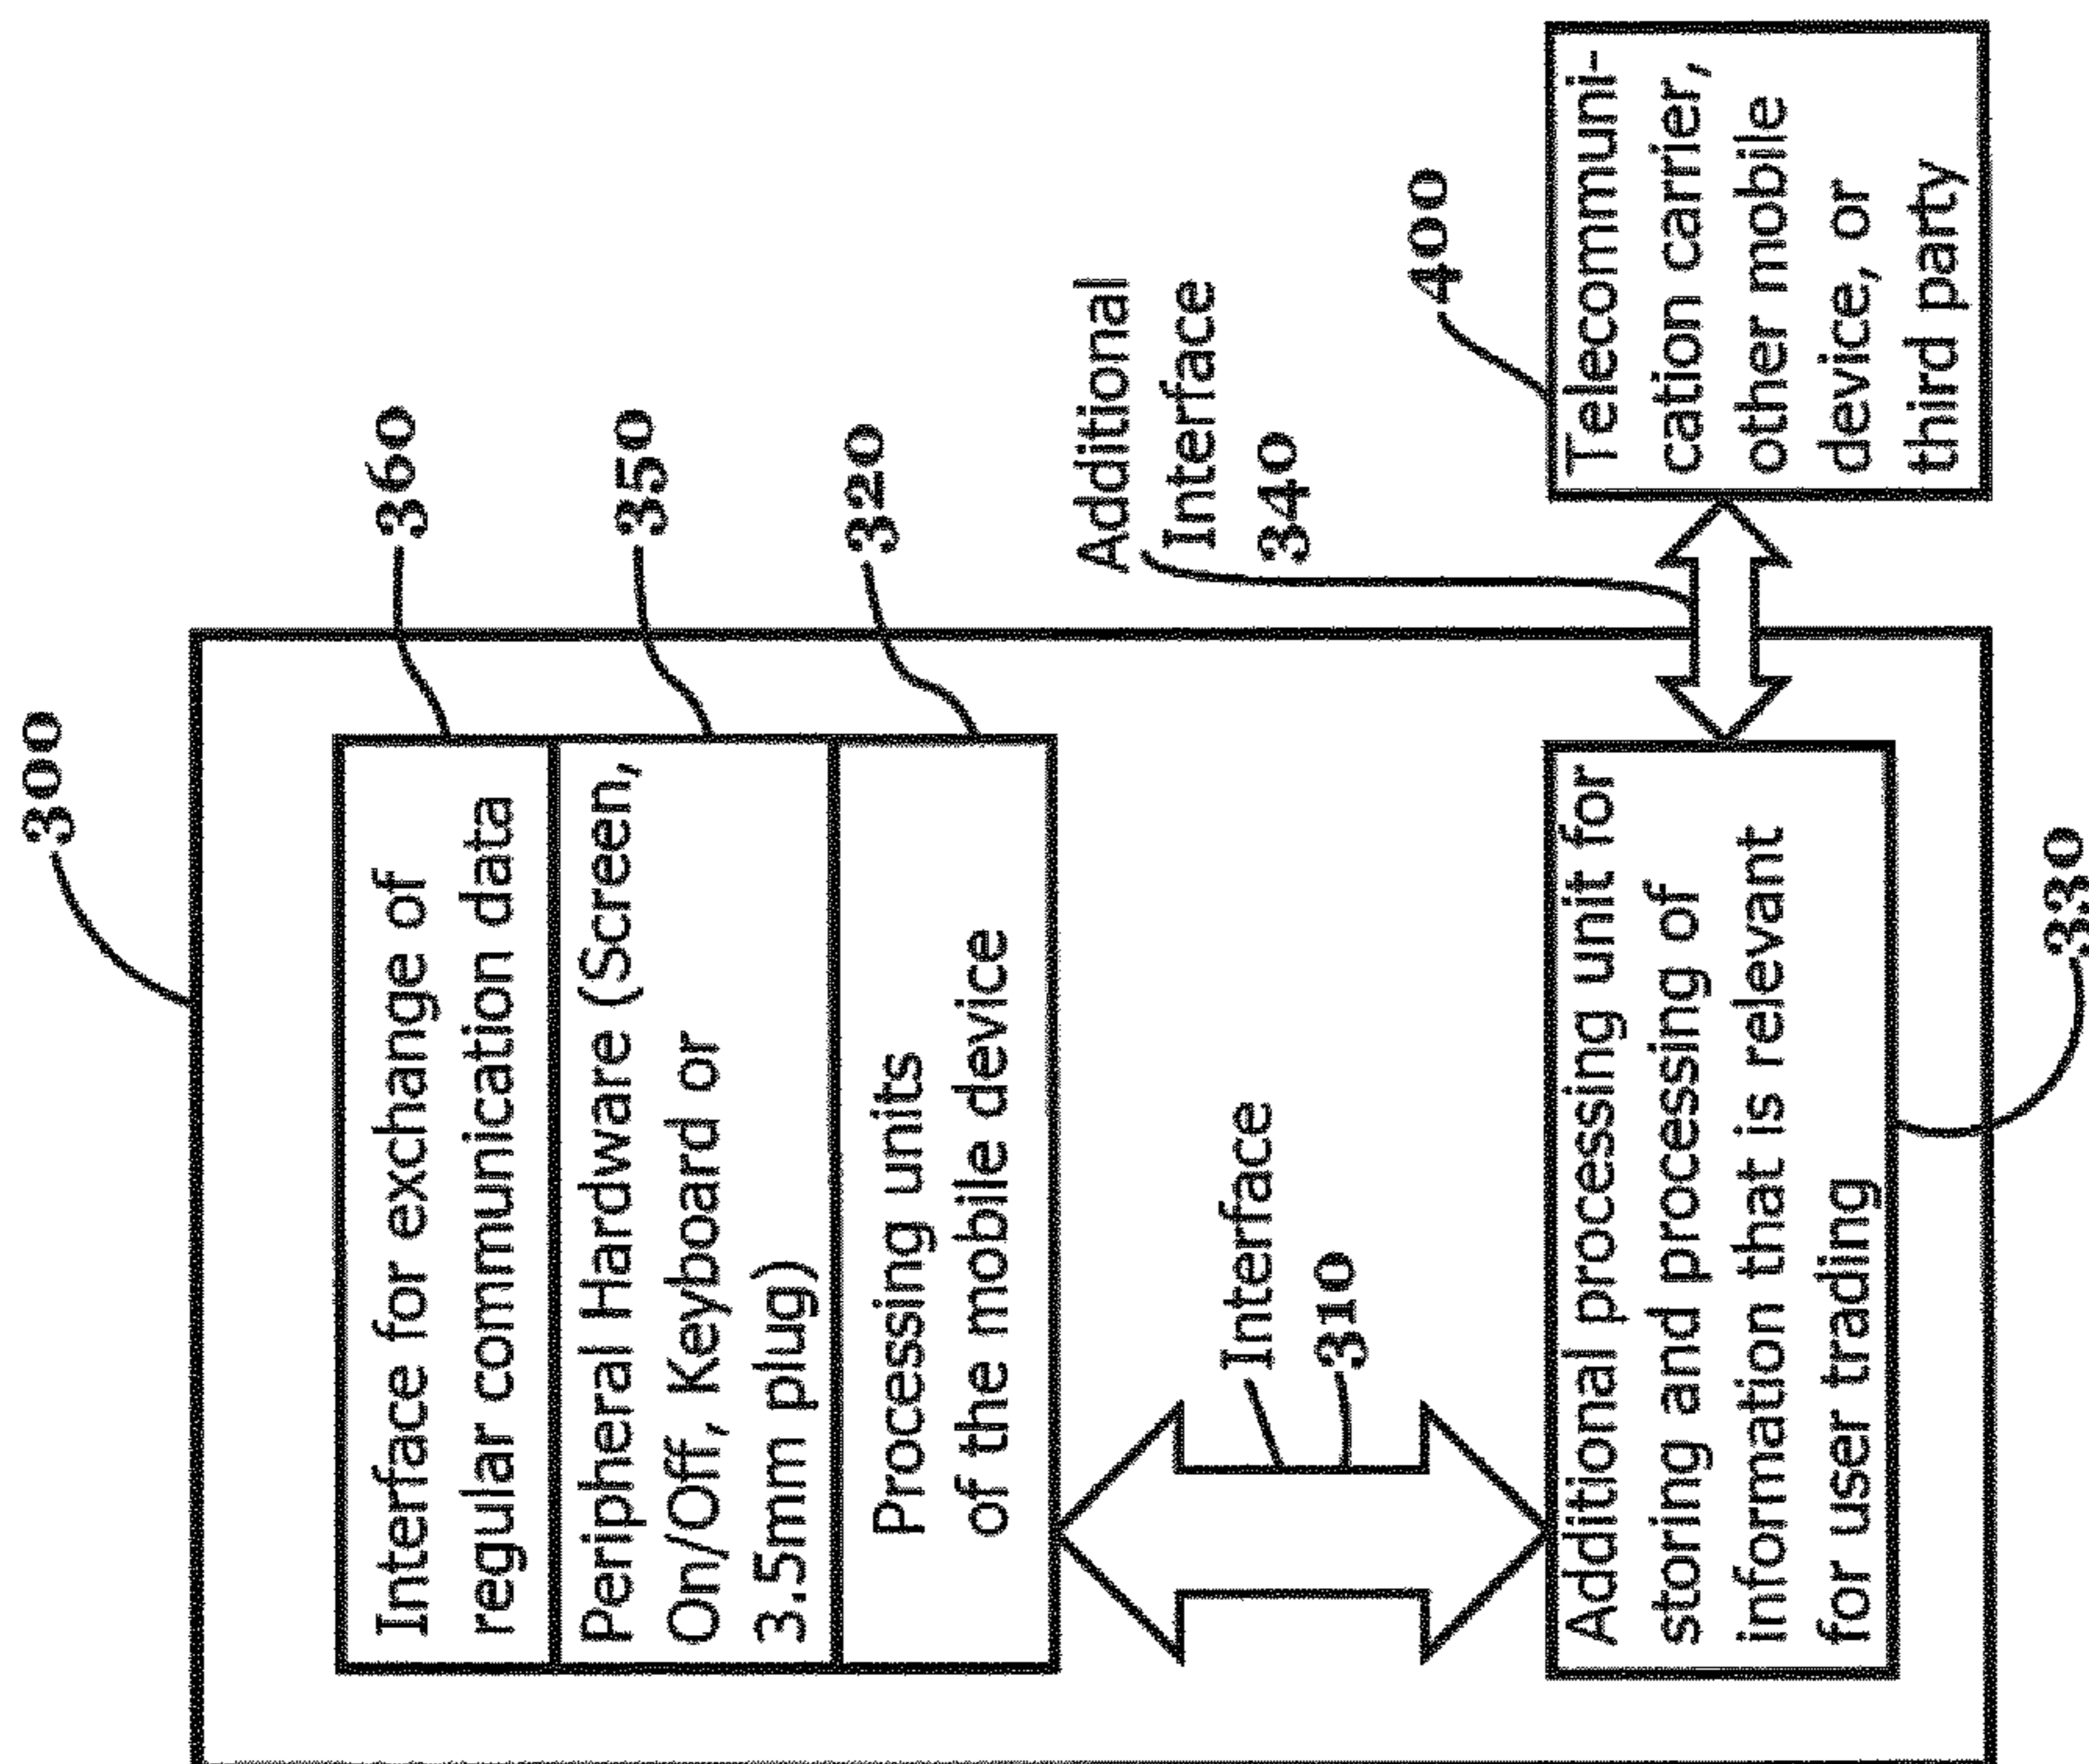 300
Interface for exchange of
regular communication data
360
Peripheral Hardware (Screen,
On/Off, Keyboard or
3.5mm plug)
350
Processing units
of the mobile device
320
Interface
310
Additional
Interface
340
Additional processing unit for
storing and processing of
information that is relevant
for user trading
330
400
Telecommuni-
cation carrier,
other mobile
device, or
third party